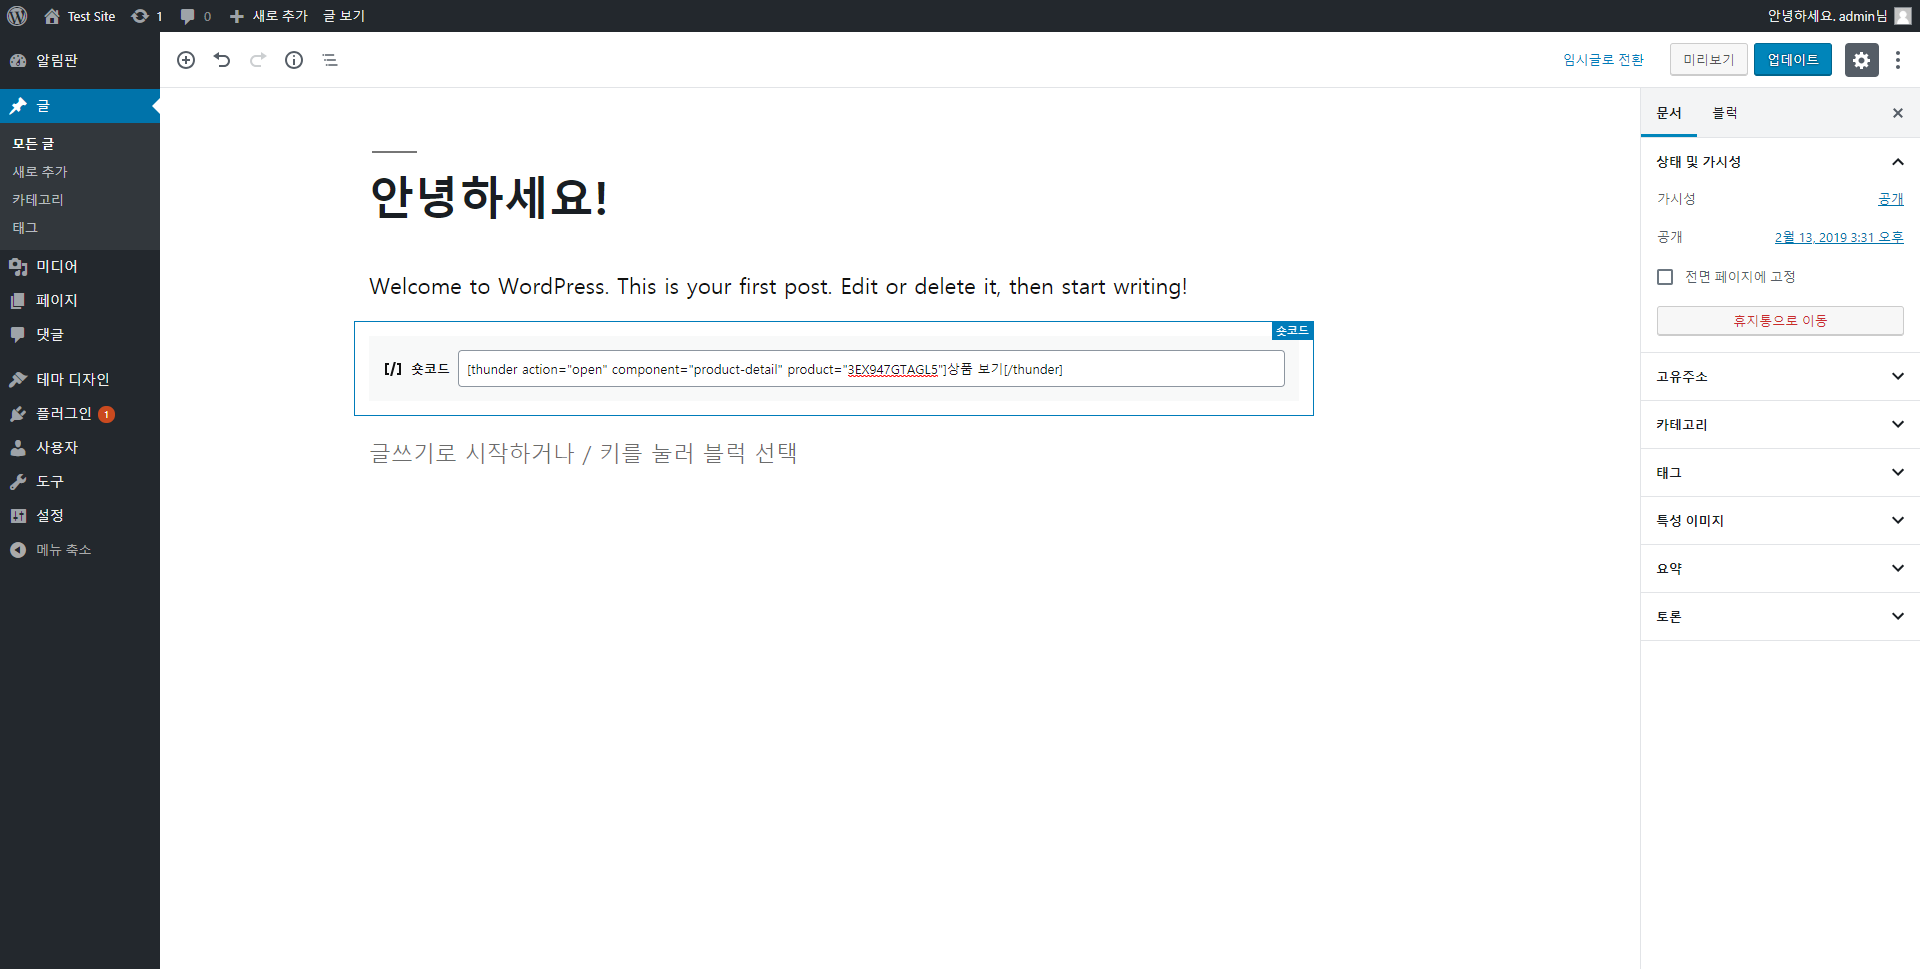 Test Site 1 0 새로 추가 글 보기 안녕하세요. admin님
알림판
글
모든 글
새로 추가
카테고리
태그
미디어
페이지
댓글
테마 디자인
플러그인 1
사용자
도구
설정
메뉴 축소
임시글로 전환 미리보기 업데이트
안녕하세요!
Welcome to WordPress. This is your first post. Edit or delete it, then start writing!
숏코드
[/] 숏코드 [thunder action="open" component="product-detail" product="3EX947GTAGL5"]상품 보기[/thunder]
글쓰기로 시작하거나 / 키를 눌러 블럭 선택
문서 블럭
상태 및 가시성
가시성 공개
공개 2월 13, 2019 3:31 오후
전면 페이지에 고정
휴지통으로 이동
고유주소
카테고리
태그
특성 이미지
요약
토론